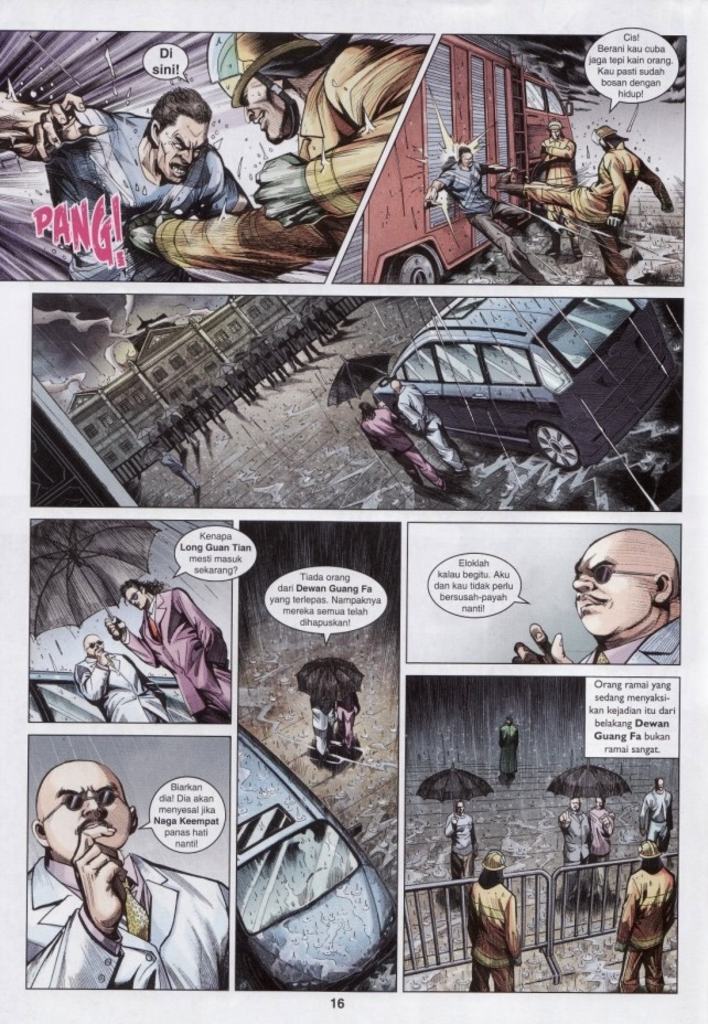 Di
sini!
PANG!
Cis!
Berani kau cuba
jaga tepi kain orang.
Kau pasti sudah
bosan dengan
hidup!
Kenapa
Long Guan Tian
mesti masuk
sekarang?
Tiada orang
dari Dewan Guang Fa
yang terlepas. Nampaknya
mereka semua telah
dihapuskan!
Eloklah
kalau begitu. Aku
dan kau tidak perlu
bersusah-payah
nanti!
Biarkan
dia! Dia akan
menyesal jika
Naga Keempat
panas hati
nanti!
Orang ramai yang
sedang menyaksi-
kan kejadian itu dari
belakang Dewan
Guang Fa bukan
ramai sangat.
16